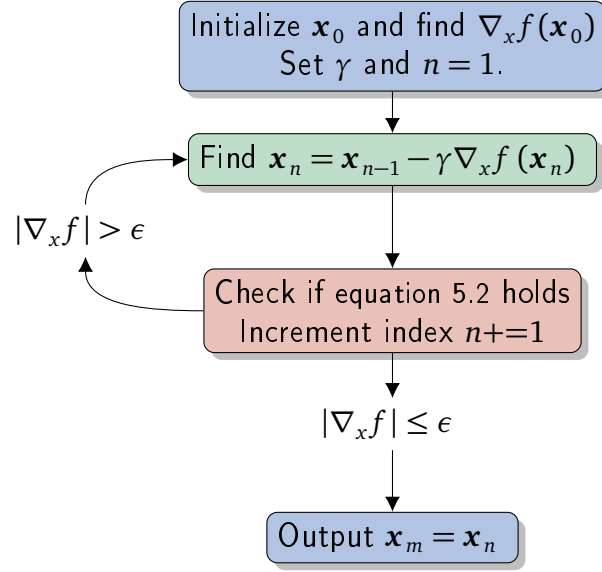 Initialize 𝒙₀ and find ∇ₓf(𝒙₀)
Set γ and n = 1.
Find 𝒙ₙ = 𝒙ₙ₋₁ − γ∇ₓf (𝒙ₙ)
|∇ₓf| > ϵ
Check if equation 5.2 holds
Increment index n+=1
|∇ₓf| ≤ ϵ
Output 𝒙ₘ = 𝒙ₙ